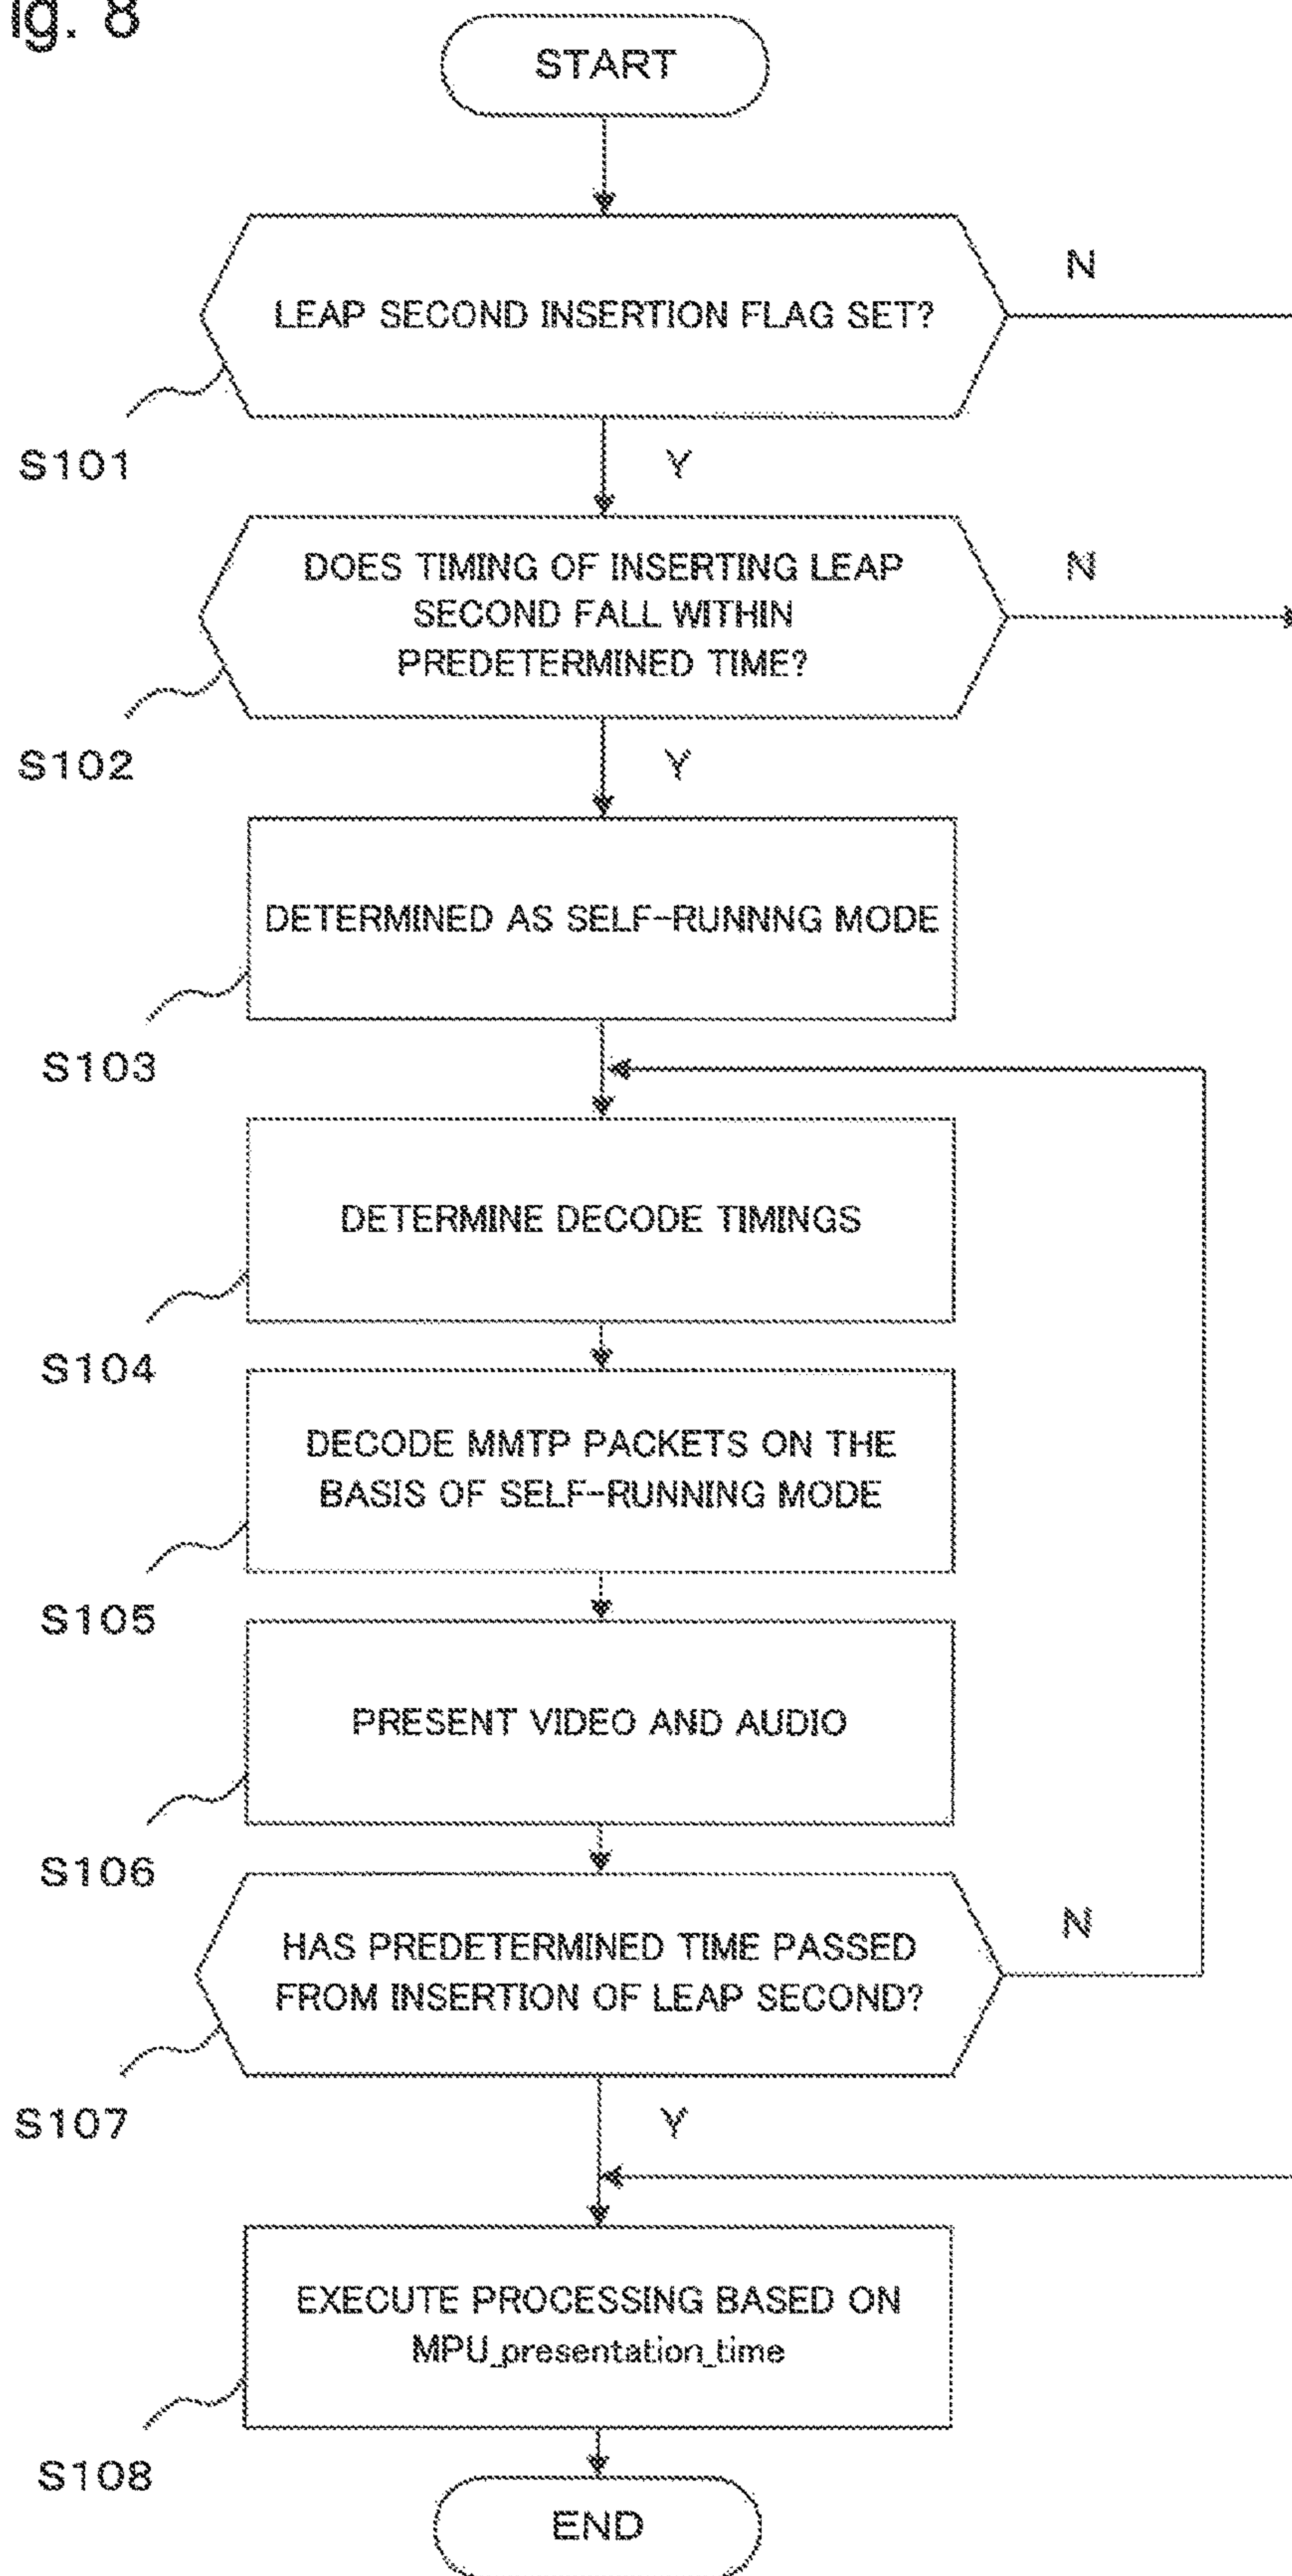 ig. 8
START
LEAP SECOND INSERTION FLAG SET?
N
S101
Y
DOES TIMING OF INSERTING LEAP
SECOND FALL WITHIN
PREDETERMINED TIME?
N
S102
Y
DETERMINED AS SELF-RUNNNG MODE
S103
DETERMINE DECODE TIMINGS
S104
DECODE MMTP PACKETS ON THE
BASIS OF SELF-RUNNING MODE
S105
PRESENT VIDEO AND AUDIO
S106
HAS PREDETERMINED TIME PASSED
FROM INSERTION OF LEAP SECOND?
N
S107
Y
EXECUTE PROCESSING BASED ON
MPU_presentation_time
S108
END